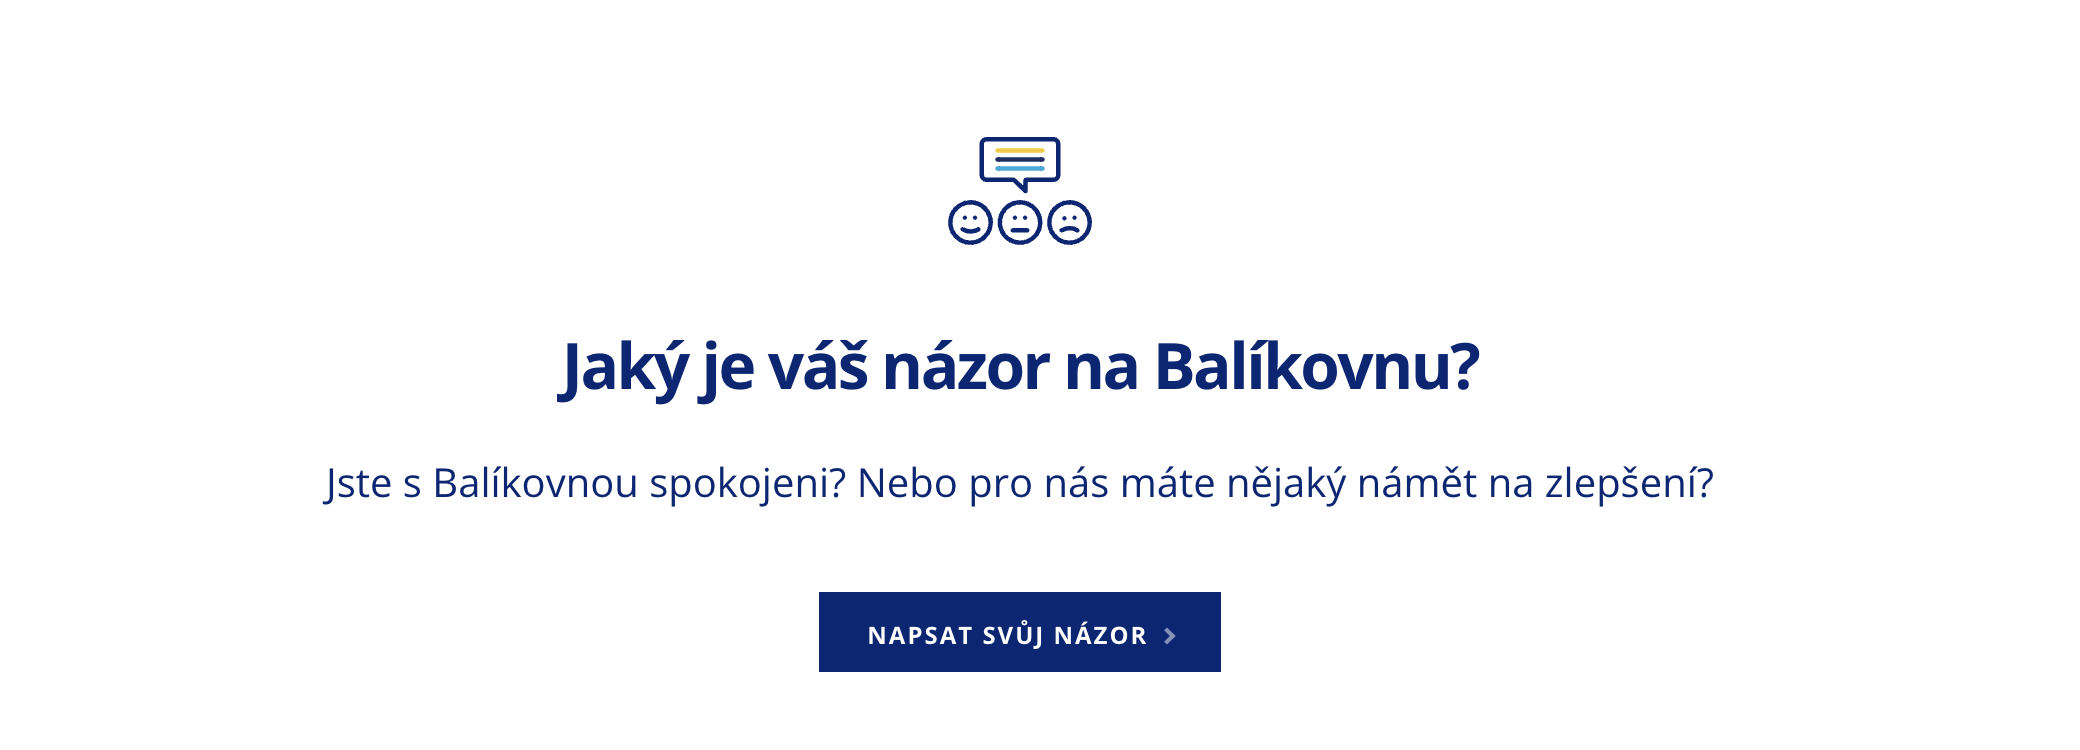 Jaký je váš názor na Balíkovnu?
Jste s Balíkovnou spokojeni? Nebo pro nás máte nějaký námět na zlepšení?
NAPSAT SVŮJ NÁZOR